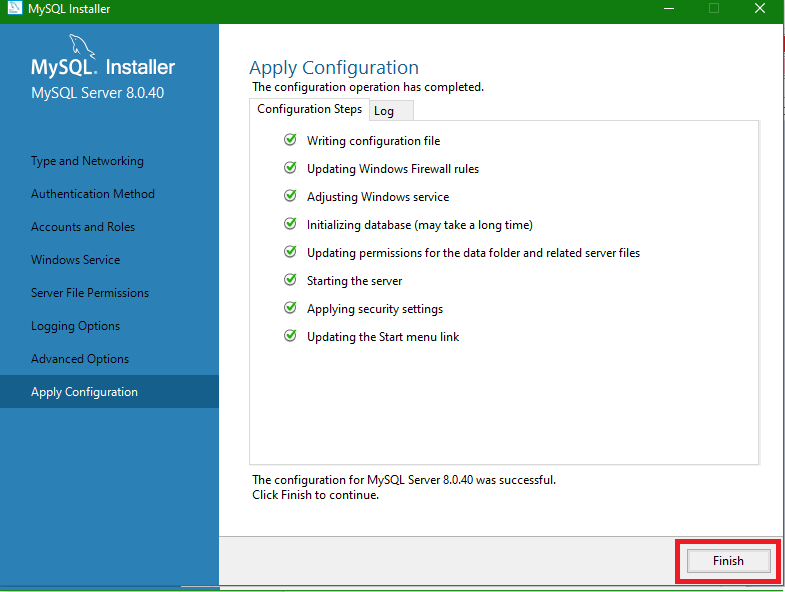 MySQL Installer
MySQL. Installer
MySQL Server 8.0.40
Type and Networking
Authentication Method
Accounts and Roles
Windows Service
Server File Permissions
Logging Options
Advanced Options
Apply Configuration
Apply Configuration
The configuration operation has completed.
Configuration Steps
Log
Writing configuration file
Updating Windows Firewall rules
Adjusting Windows service
Initializing database (may take a long time)
Updating permissions for the data folder and related server files
Starting the server
Applying security settings
Updating the Start menu link
The configuration for MySQL Server 8.0.40 was successful.
Click Finish to continue.
Finish